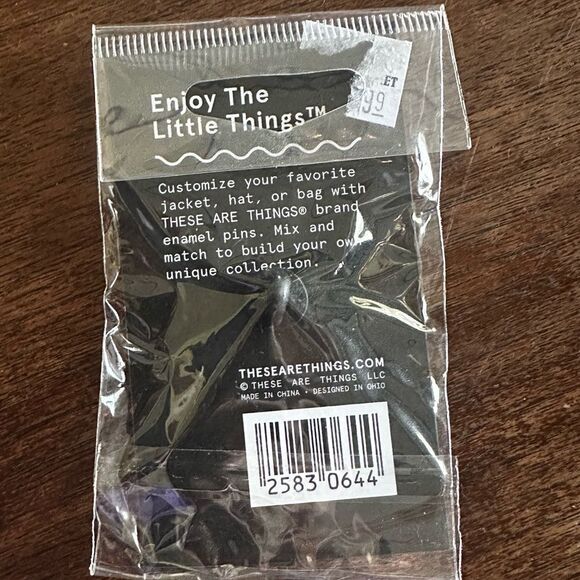 Enjoy The
Little Things™
ET
99
Customize your favorite
jacket, hat, or bag with
THESE ARE THINGS® brand
enamel pins. Mix and
match to build your own
unique collection.
THESEARETHINGS.COM
© THESE ARE THINGS LLC
MADE IN CHINA • DESIGNED IN OHIO
2583 0644